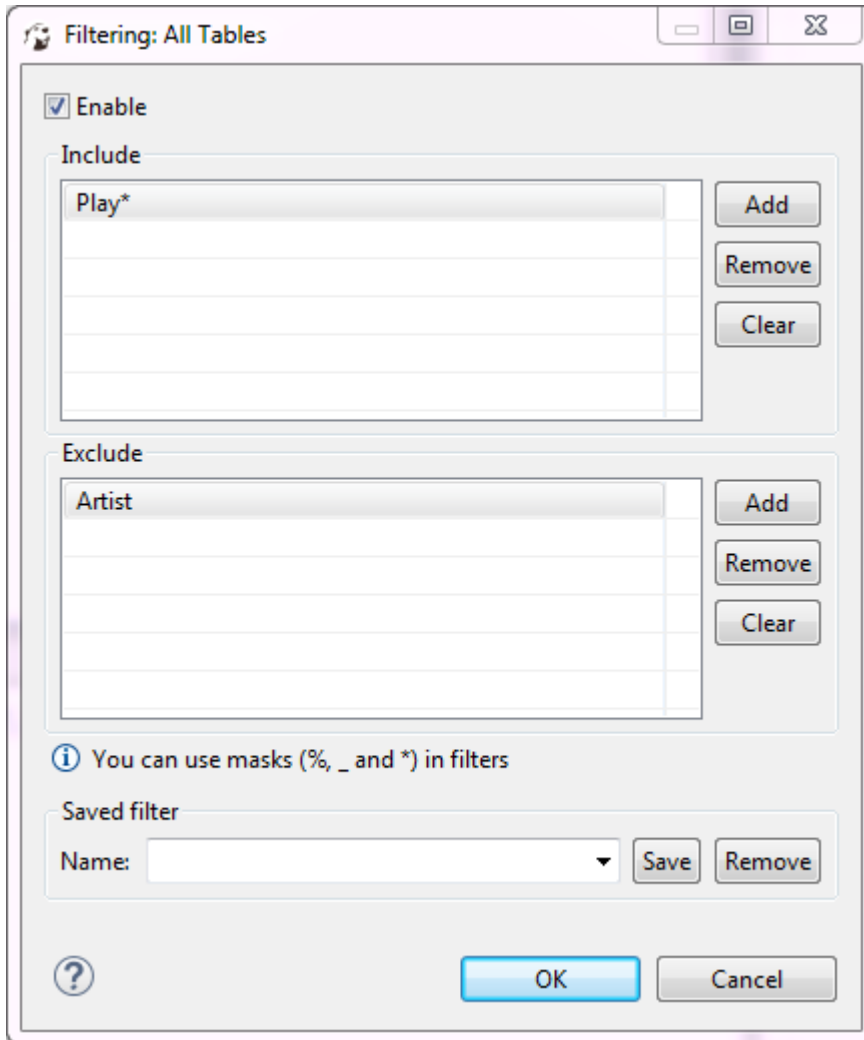 Filtering: All Tables
Enable
Include
Play*
Add
Remove
Clear
Exclude
Artist
Add
Remove
Clear
You can use masks (%, _ and *) in filters
Saved filter
Name: Save Remove
OK Cancel